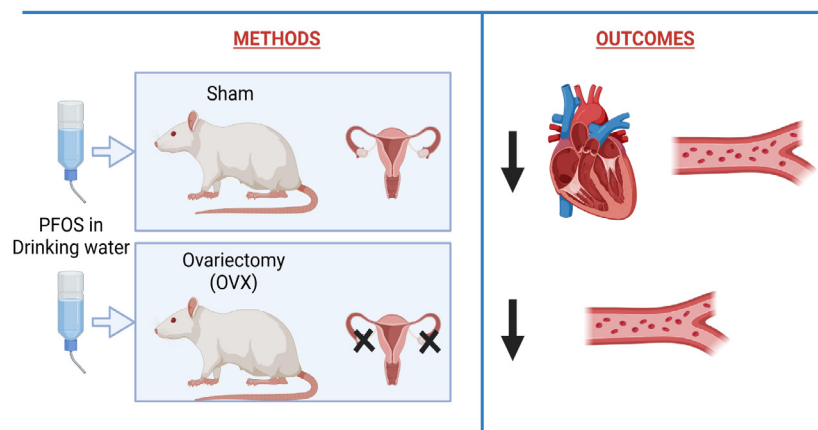 METHODS
OUTCOMES
Sham
PFOS in
Drinking water
Ovariectomy
(OVX)